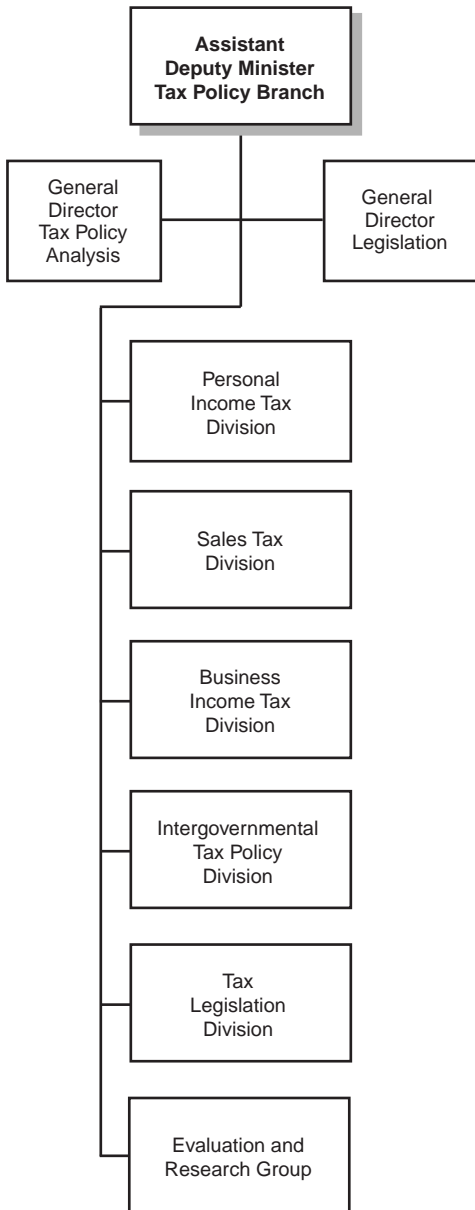 Assistant
Deputy Minister
Tax Policy Branch
General
Director
Tax Policy
Analysis
General
Director
Legislation
Personal
Income Tax
Division
Sales Tax
Division
Business
Income Tax
Division
Intergovernmental
Tax Policy
Division
Tax
Legislation
Division
Evaluation and
Research Group